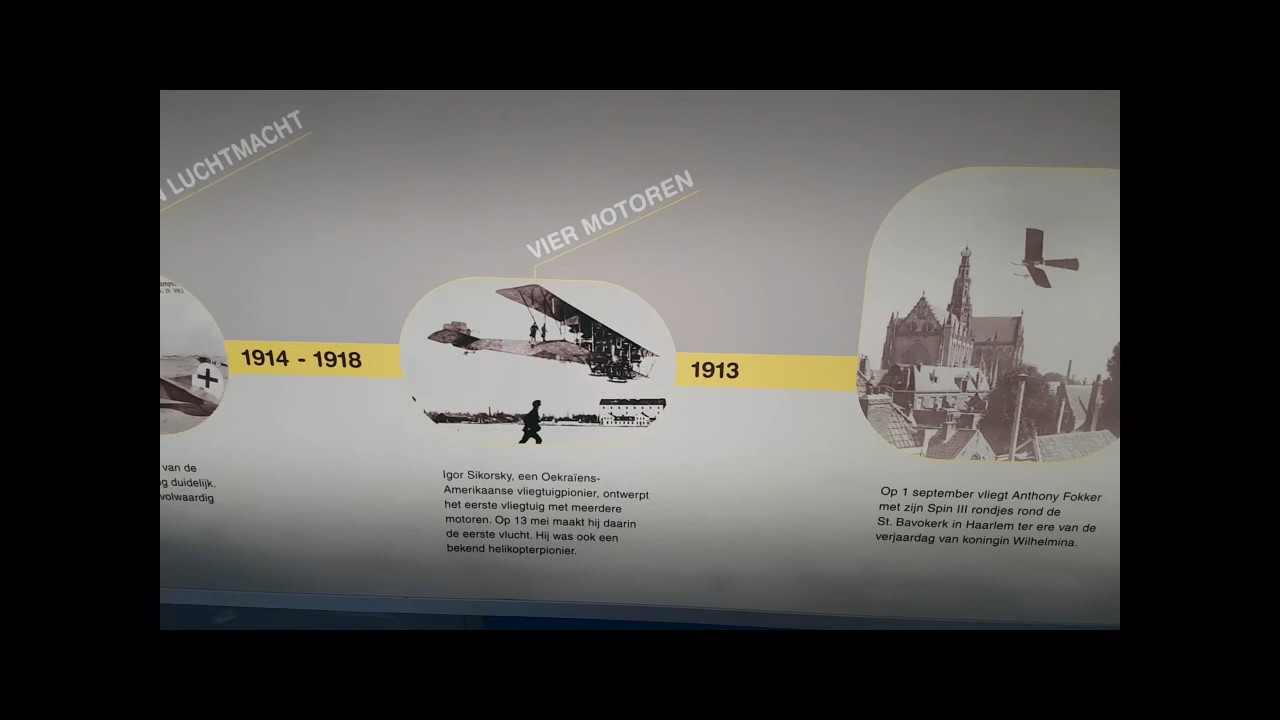 LUCHTMACHT
VIER MOTOREN
1914 - 1918
1913
van de
duidelijk.
volwaardig
Igor Sikorsky, een Oekraïens-
Amerikaanse vliegtuigpionier, ontwerpt
het eerste vliegtuig met meerdere
motoren. Op 13 mei maakt hij daarin
de eerste vlucht. Hij was ook een
bekend helikopterpionier.
Op 1 september vliegt Anthony Fokker
met zijn Spin III rondjes rond de
St. Bavokerk in Haarlem ter ere van de
verjaardag van koningin Wilhelmina.